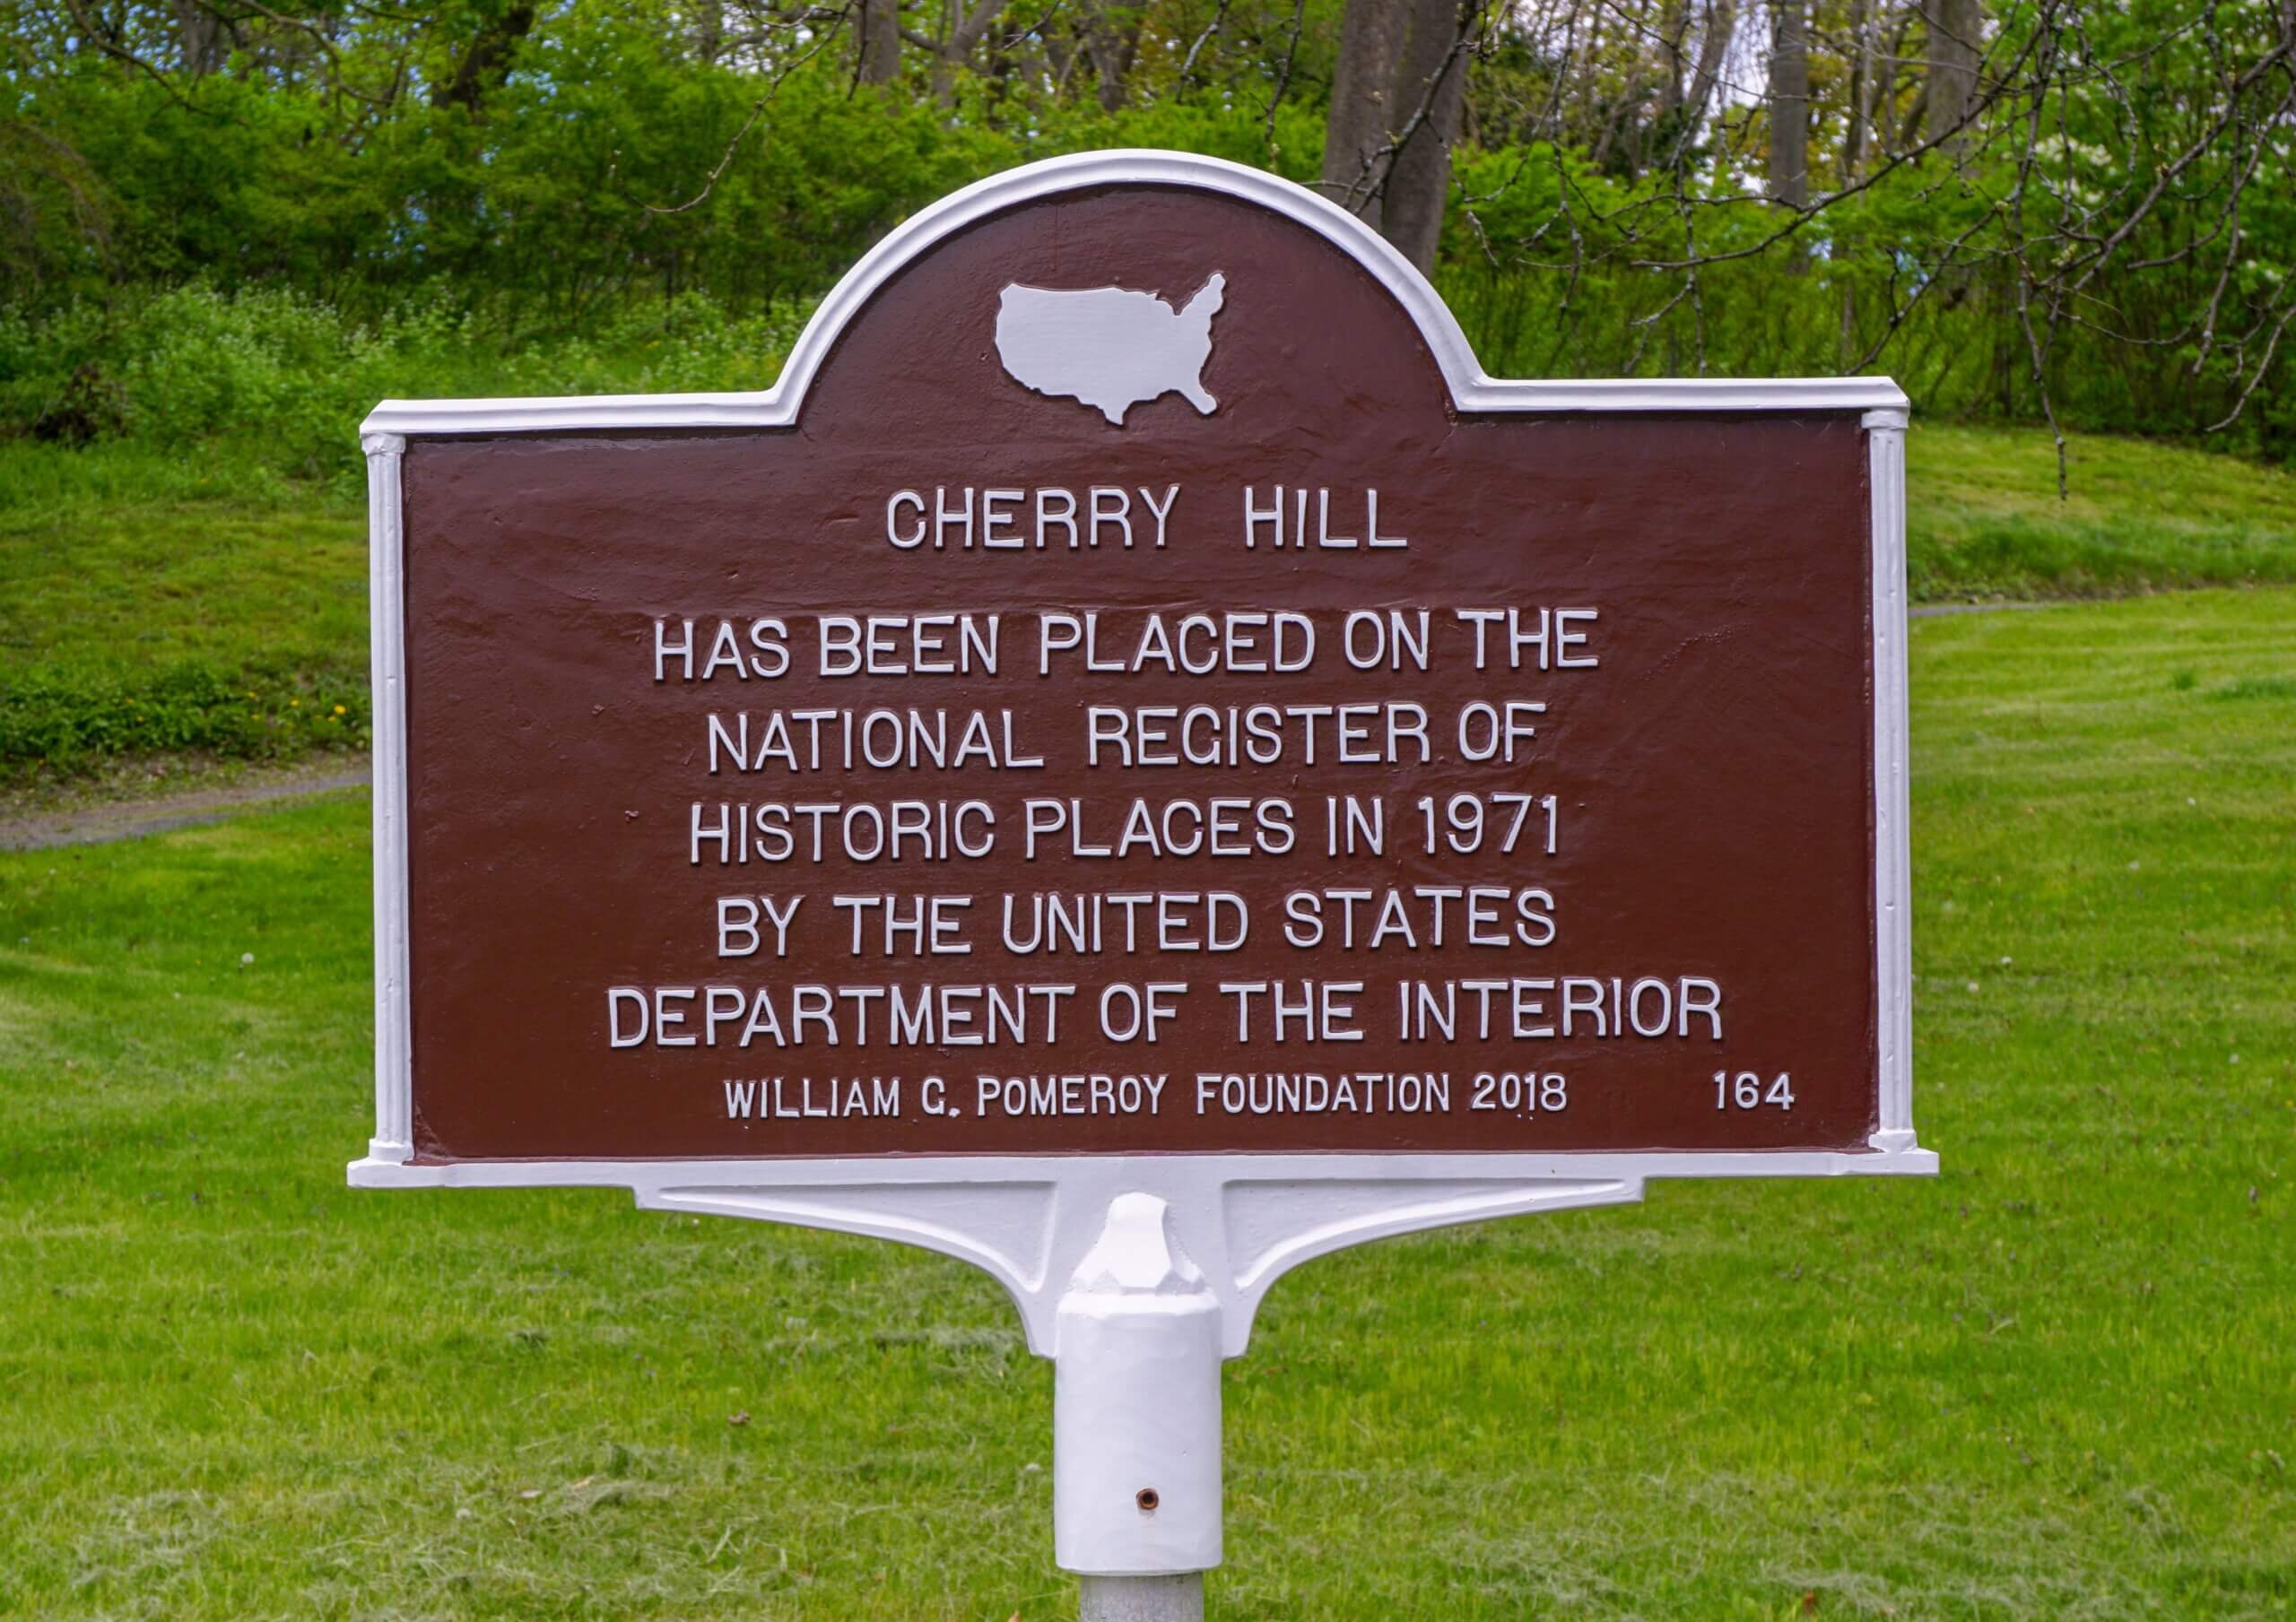 CHERRY HILL
HAS BEEN PLACED ON THE
NATIONAL REGISTER OF
HISTORIC PLACES IN 1971
BY THE UNITED STATES
DEPARTMENT OF THE INTERIOR
WILLIAM G. POMEROY FOUNDATION 2018 164